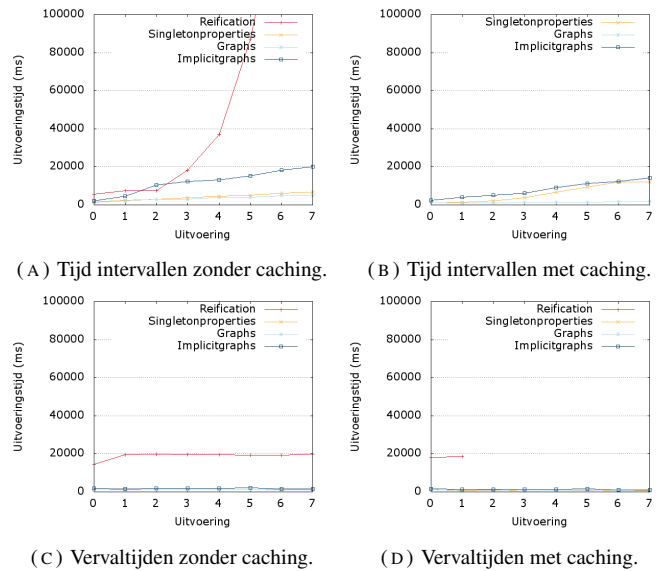 100000
80000
60000
40000
20000
0
Uitvoeringstijd (ms)
Reification
Singletonproperties
Graphs
Implicitgraphs
0 1 2 3 4 5 6 7
Uitvoering
(A) Tijd intervallen zonder caching.
100000
80000
60000
40000
20000
0
Uitvoeringstijd (ms)
Singletonproperties
Graphs
Implicitgraphs
0 1 2 3 4 5 6 7
Uitvoering
(B) Tijd intervallen met caching.
100000
80000
60000
40000
20000
0
Uitvoeringstijd (ms)
Reification
Singletonproperties
Graphs
Implicitgraphs
0 1 2 3 4 5 6 7
Uitvoering
(C) Vervaltijden zonder caching.
100000
80000
60000
40000
20000
0
Uitvoeringstijd (ms)
Reification
Singletonproperties
Graphs
Implicitgraphs
0 1 2 3 4 5 6 7
Uitvoering
(D) Vervaltijden met caching.